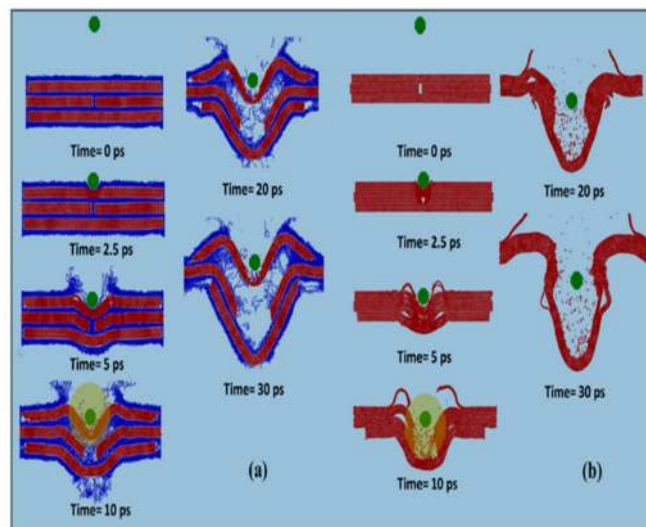 Time= 0 ps
Time= 2.5 ps
Time= 5 ps
Time= 10 ps
Time= 20 ps
Time= 30 ps
(a)
Time= 0 ps
Time= 2.5 ps
Time= 5 ps
Time= 10 ps
Time= 20 ps
Time= 30 ps
(b)